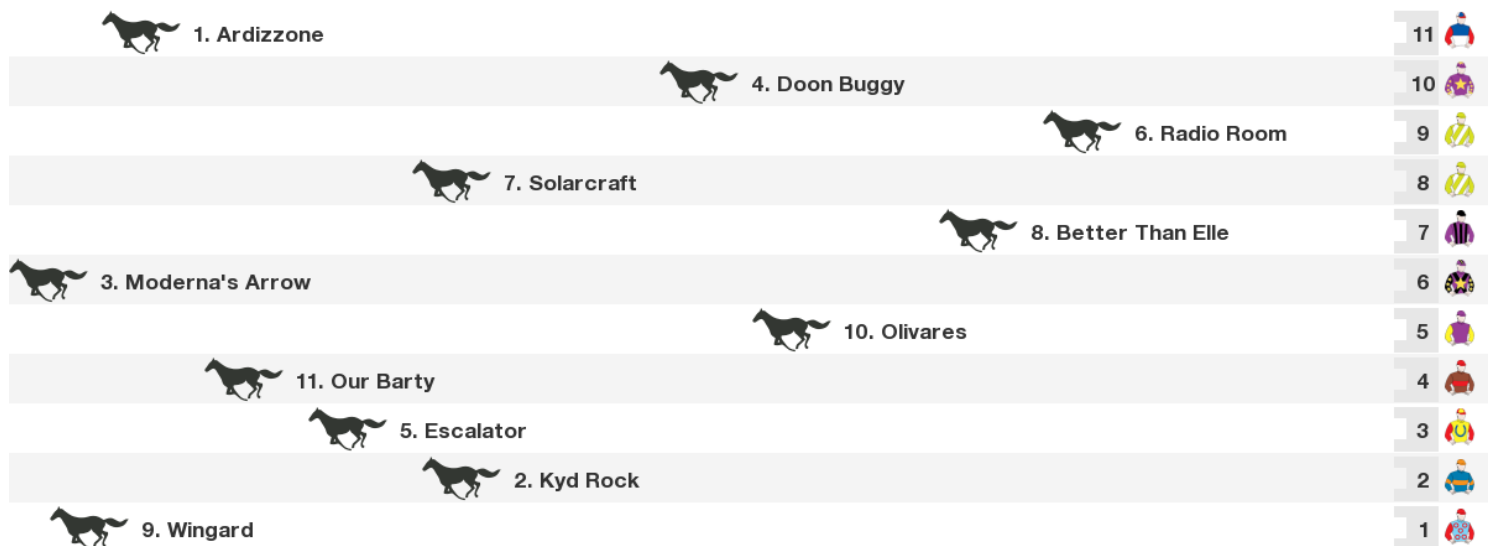 1. Ardizzone 11
4. Doon Buggy 10
6. Radio Room 9
7. Solarcraft 8
8. Better Than Elle 7
3. Moderna's Arrow 6
10. Olivares 5
11. Our Barty 4
5. Escalator 3
2. Kyd Rock 2
9. Wingard 1